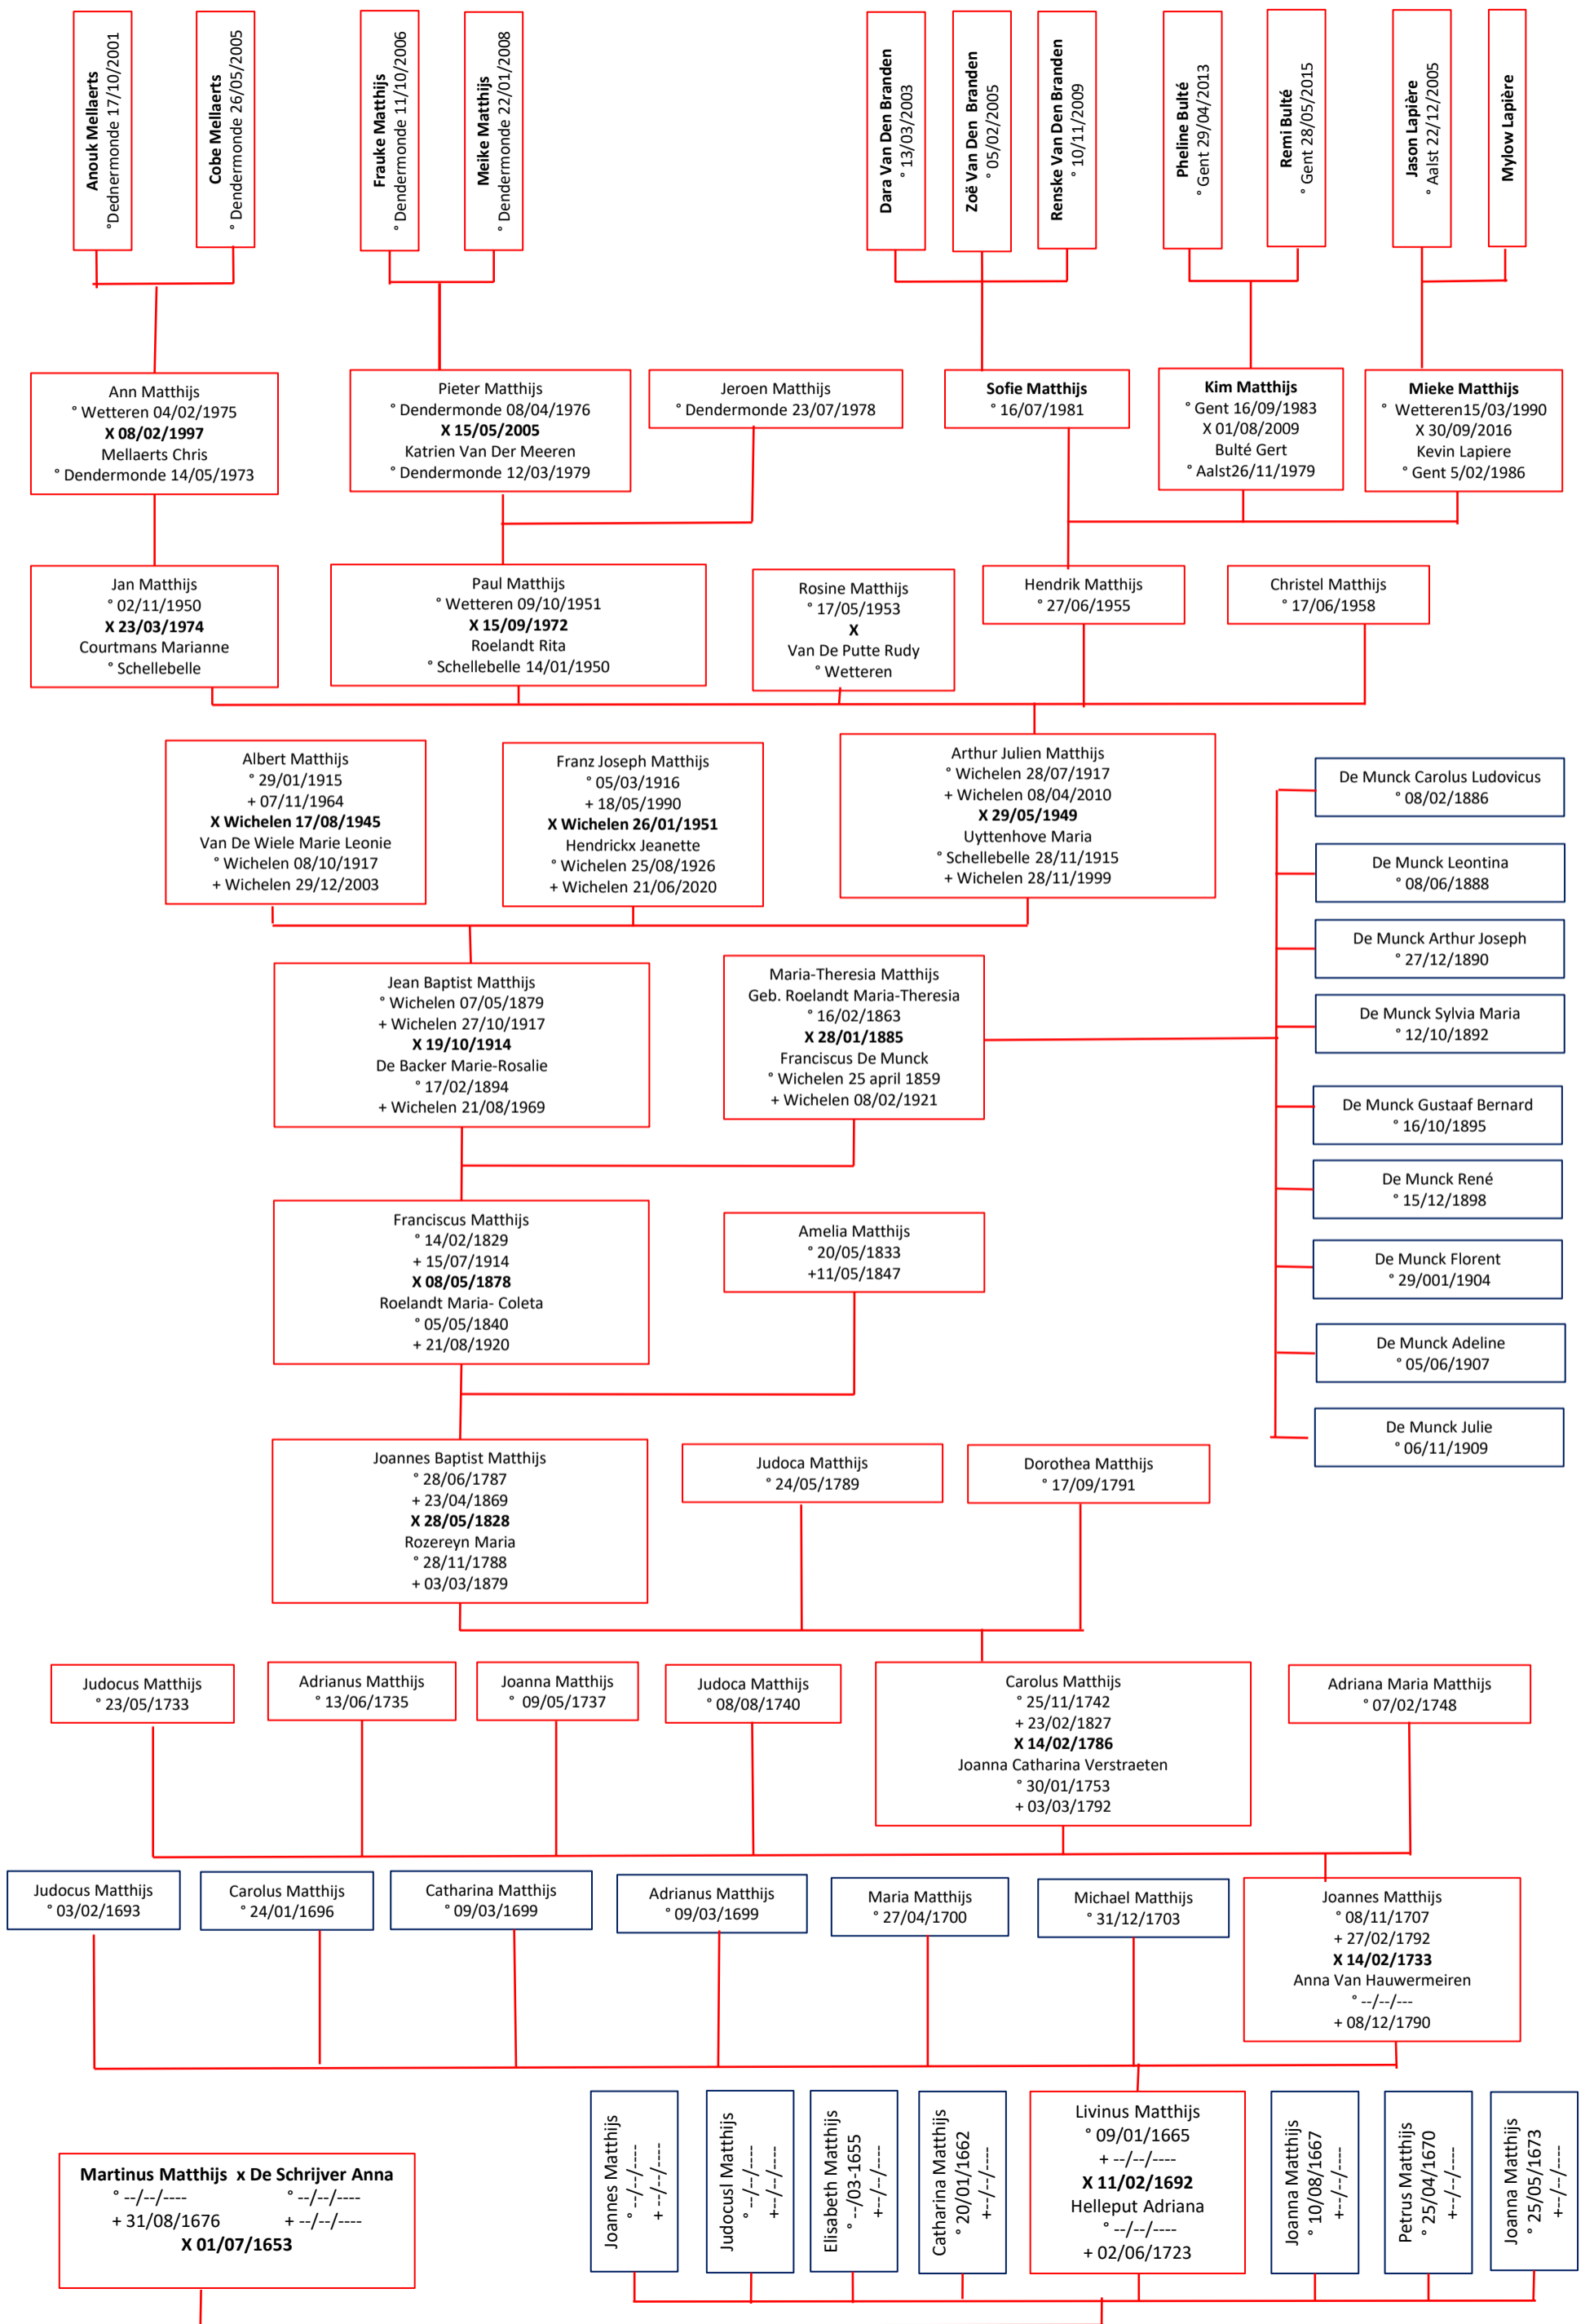 Anouk Mellaerts
°Dednermonde 17/10/2001
Cobe Mellaerts
° Dendermonde 26/05/2005
Frauke Matthijs
° Dendermonde 11/10/2006
Meike Matthijs
° Dendermonde 22/01/2008
Dara Van Den Branden
° 13/03/2003
Zoë Van Den Branden
° 05/02/2005
Renske Van Den Branden
° 10/11/2009
Pheline Bulté
° Gent 29/04/2013
Remi Bulté
° Gent 28/05/2015
Jason Lapière
° Aalst 22/12/2005
Mylow Lapière
Ann Matthijs
° Wetteren 04/02/1975
X 08/02/1997
Mellaerts Chris
° Dendermonde 14/05/1973
Pieter Matthijs
° Dendermonde 08/04/1976
X 15/05/2005
Katrien Van Der Meeren
° Dendermonde 12/03/1979
Jeroen Matthijs
° Dendermonde 23/07/1978
Sofie Matthijs
° 16/07/1981
Kim Matthijs
° Gent 16/09/1983
X 01/08/2009
Bulté Gert
° Aalst26/11/1979
Mieke Matthijs
° Wetteren15/03/1990
X 30/09/2016
Kevin Lapiere
° Gent 5/02/1986
Jan Matthijs
° 02/11/1950
X 23/03/1974
Courtmans Marianne
° Schellebelle
Paul Matthijs
° Wetteren 09/10/1951
X 15/09/1972
Roelandt Rita
° Schellebelle 14/01/1950
Rosine Matthijs
° 17/05/1953
X
Van De Putte Rudy
° Wetteren
Hendrik Matthijs
° 27/06/1955
Christel Matthijs
° 17/06/1958
Albert Matthijs
° 29/01/1915
+ 07/11/1964
X Wichelen 17/08/1945
Van De Wiele Marie Leonie
° Wichelen 08/10/1917
+ Wichelen 29/12/2003
Franz Joseph Matthijs
° 05/03/1916
+ 18/05/1990
X Wichelen 26/01/1951
Hendrickx Jeanette
° Wichelen 25/08/1926
+ Wichelen 21/06/2020
Arthur Julien Matthijs
° Wichelen 28/07/1917
+ Wichelen 08/04/2010
X 29/05/1949
Uyttenhove Maria
° Schellebelle 28/11/1915
+ Wichelen 28/11/1999
De Munck Carolus Ludovicus
° 08/02/1886
De Munck Leontina
° 08/06/1888
De Munck Arthur Joseph
° 27/12/1890
De Munck Sylvia Maria
° 12/10/1892
De Munck Gustaaf Bernard
° 16/10/1895
De Munck René
° 15/12/1898
De Munck Florent
° 29/001/1904
De Munck Adeline
° 05/06/1907
De Munck Julie
° 06/11/1909
Jean Baptist Matthijs
° Wichelen 07/05/1879
+ Wichelen 27/10/1917
X 19/10/1914
De Backer Marie-Rosalie
° 17/02/1894
+ Wichelen 21/08/1969
Maria-Theresia Matthijs
Geb. Roelandt Maria-Theresia
° 16/02/1863
X 28/01/1885
Franciscus De Munck
° Wichelen 25 april 1859
+ Wichelen 08/02/1921
Franciscus Matthijs
° 14/02/1829
+ 15/07/1914
X 08/05/1878
Roelandt Maria- Coleta
° 05/05/1840
+ 21/08/1920
Amelia Matthijs
° 20/05/1833
+11/05/1847
Joannes Baptist Matthijs
° 28/06/1787
+ 23/04/1869
X 28/05/1828
Rozereyn Maria
° 28/11/1788
+ 03/03/1879
Judoca Matthijs
° 24/05/1789
Dorothea Matthijs
° 17/09/1791
Judocus Matthijs
° 23/05/1733
Adrianus Matthijs
° 13/06/1735
Joanna Matthijs
° 09/05/1737
Judoca Matthijs
° 08/08/1740
Carolus Matthijs
° 25/11/1742
+ 23/02/1827
X 14/02/1786
Joanna Catharina Verstraeten
° 30/01/1753
+ 03/03/1792
Adriana Maria Matthijs
° 07/02/1748
Judocus Matthijs
° 03/02/1693
Carolus Matthijs
° 24/01/1696
Catharina Matthijs
° 09/03/1699
Adrianus Matthijs
° 09/03/1699
Maria Matthijs
° 27/04/1700
Michael Matthijs
° 31/12/1703
Joannes Matthijs
° 08/11/1707
+ 27/02/1792
X 14/02/1733
Anna Van Hauwermeiren
° --/--/---
+ 08/12/1790
Martinus Matthijs x De Schrijver Anna
° --/--/---- ° --/--/----
+ 31/08/1676 + --/--/----
X 01/07/1653
Joannes Matthijs
° --/--/----
+ --/--/----
Judocusl Matthijs
° --/--/----
+--/--/----
Elisabeth Matthijs
° --/03-1655
+--/--/----
Catharina Matthijs
° 20/01/1662
+--/--/----
Livinus Matthijs
° 09/01/1665
+ --/--/----
X 11/02/1692
Helleput Adriana
° --/--/----
+ 02/06/1723
Joanna Matthijs
° 10/08/1667
+--/--/----
Petrus Matthijs
° 25/04/1670
+--/--/----
Joanna Matthijs
° 25/05/1673
+--/--/----